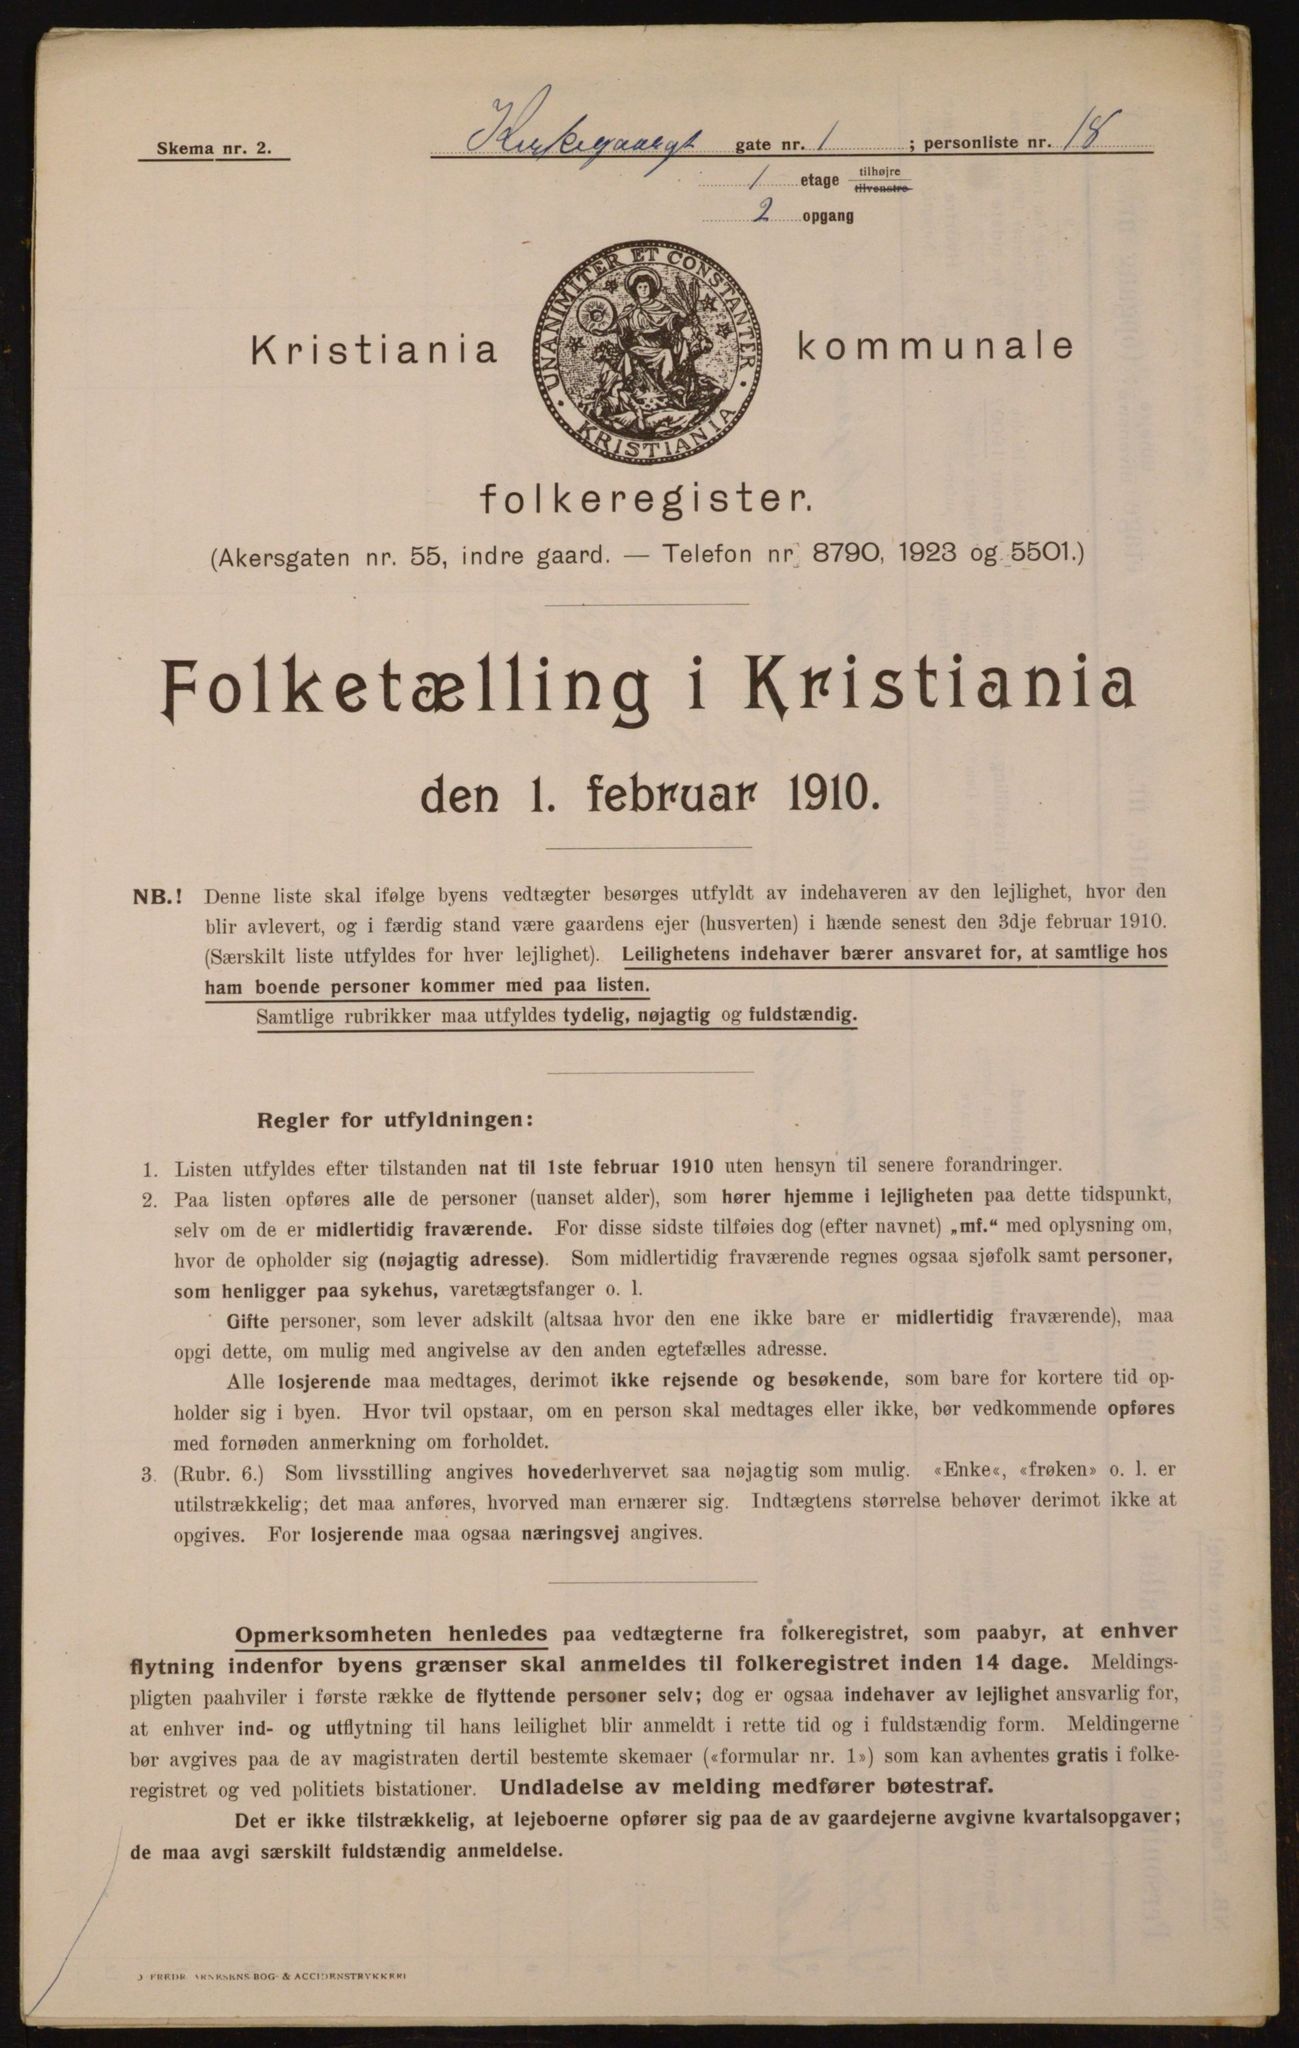 Skema nr. 2.
Kirkegaargt gate nr. 1 ; personliste nr. 18
1 etage tilhøjre
tilvenstre
2 opgang
UNANIMITER ET CONSTANTER
KRISTIANIA
Kristiania kommunale
folkeregister.
(Akersgaten nr. 55, indre gaard. — Telefon nr. 8790, 1923 og 5501.)
Folketælling i Kristiania
den 1. februar 1910.
NB.! Denne liste skal ifølge byens vedtægter besørges utfyldt av indehaveren av den lejlighet, hvor den
blir avlevert, og i færdig stand være gaardens ejer (husverten) i hænde senest den 3dje februar 1910.
(Særskilt liste utfyldes for hver lejlighet). Leilighetens indehaver bærer ansvaret for, at samtlige hos
ham boende personer kommer med paa listen.
Samtlige rubrikker maa utfyldes tydelig, nøjagtig og fuldstændig.
Regler for utfyldningen:
1. Listen utfyldes efter tilstanden nat til 1ste februar 1910 uten hensyn til senere forandringer.
2. Paa listen opføres alle de personer (uanset alder), som hører hjemme i lejligheten paa dette tidspunkt,
selv om de er midlertidig fraværende. For disse sidste tilføies dog (efter navnet) „mf.“ med oplysning om,
hvor de opholder sig (nøjagtig adresse). Som midlertidig fraværende regnes ogsaa sjøfolk samt personer,
som henligger paa sykehus, varetægtsfanger o. l.
Gifte personer, som lever adskilt (altsaa hvor den ene ikke bare er midlertidig fraværende), maa
opgi dette, om mulig med angivelse av den anden egtefælles adresse.
Alle losjerende maa medtages, derimot ikke rejsende og besøkende, som bare for kortere tid op-
holder sig i byen. Hvor tvil opstaar, om en person skal medtages eller ikke, bør vedkommende opføres
med fornøden anmerkning om forholdet.
3. (Rubr. 6.) Som livsstilling angives hovederhvervet saa nøjagtig som mulig. «Enke«, «frøken» o. l. er
utilstrækkelig; det maa anføres, hvorved man ernærer sig. Indtægtens størrelse behøver derimot ikke at
opgives. For losjerende maa ogsaa næringsvej angives.
Opmerksomheten henledes paa vedtægterne fra folkeregistret, som paabyr, at enhver
flytning indenfor byens grænser skal anmeldes til folkeregistret inden 14 dage. Meldings-
pligten paahviler i første række de flyttende personer selv; dog er ogsaa indehaver av lejlighet ansvarlig for,
at enhver ind- og utflytning til hans leilighet blir anmeldt i rette tid og i fuldstændig form. Meldingerne
bør avgives paa de av magistraten dertil bestemte skemaer («formular nr. 1») som kan avhentes gratis i folke-
registret og ved politiets bistationer. Undladelse av melding medfører bøtestraf.
Det er ikke tilstrækkelig, at lejeboerne opfører sig paa de av gaardejerne avgivne kvartalsopgaver;
de maa avgi særskilt fuldstændig anmeldelse.
FREDR ARNESENS BOG- & ACCIDENSTRYKKERI